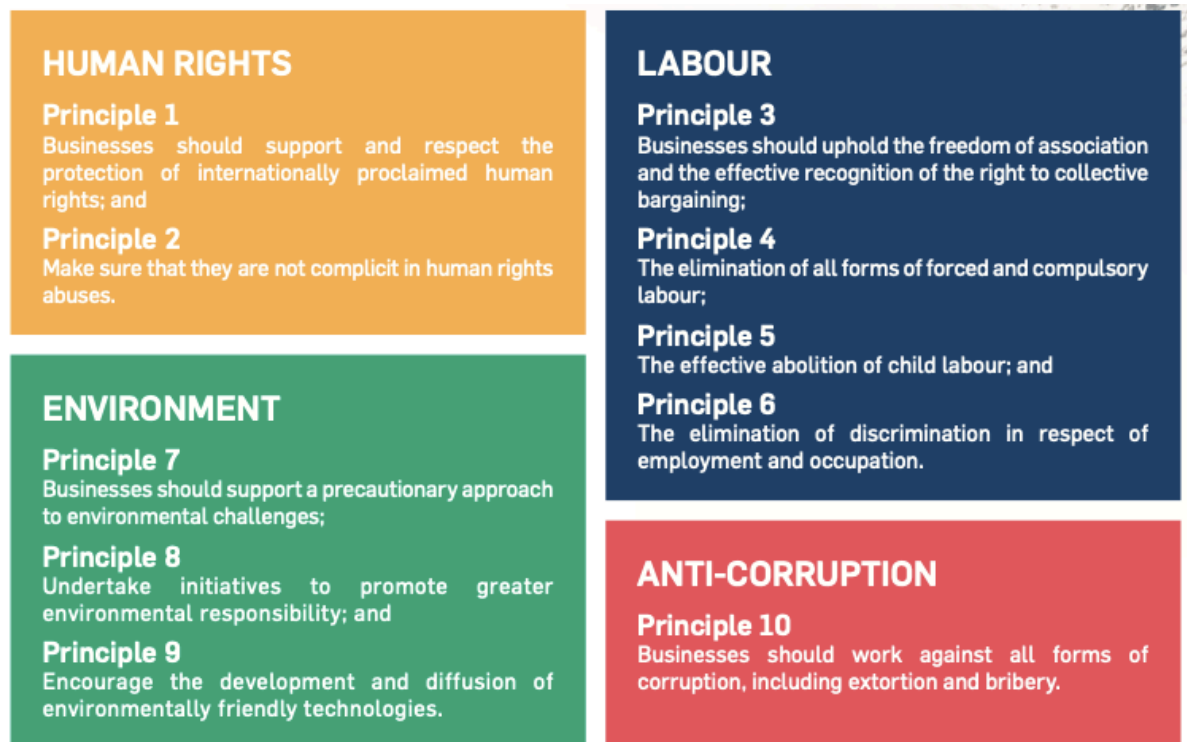 HUMAN RIGHTS
Principle 1
Businesses should support and respect the
protection of internationally proclaimed human
rights; and
Principle 2
Make sure that they are not complicit in human rights
abuses.
LABOUR
Principle 3
Businesses should uphold the freedom of association
and the effective recognition of the right to collective
bargaining;
Principle 4
The elimination of all forms of forced and compulsory
labour;
Principle 5
The effective abolition of child labour; and
Principle 6
The elimination of discrimination in respect of
employment and occupation.
ENVIRONMENT
Principle 7
Businesses should support a precautionary approach
to environmental challenges;
Principle 8
Undertake initiatives to promote greater
environmental responsibility; and
Principle 9
Encourage the development and diffusion of
environmentally friendly technologies.
ANTI-CORRUPTION
Principle 10
Businesses should work against all forms of
corruption, including extortion and bribery.